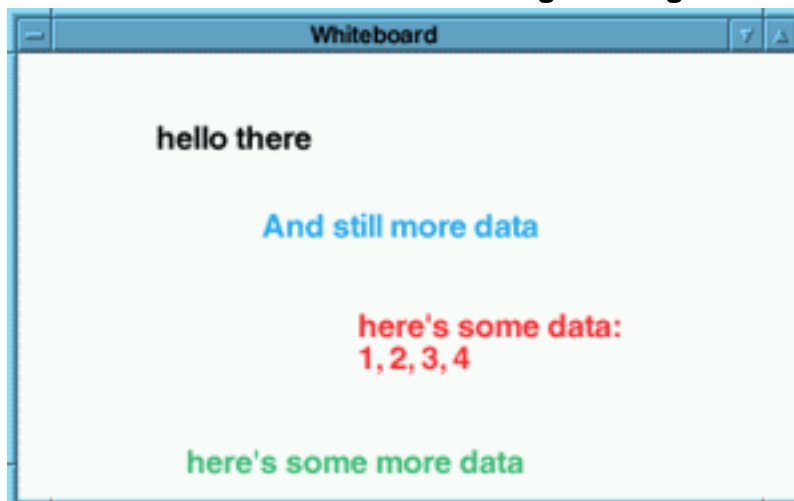 Whiteboard
hello there
And still more data
here's some data:
1, 2, 3, 4
here's some more data